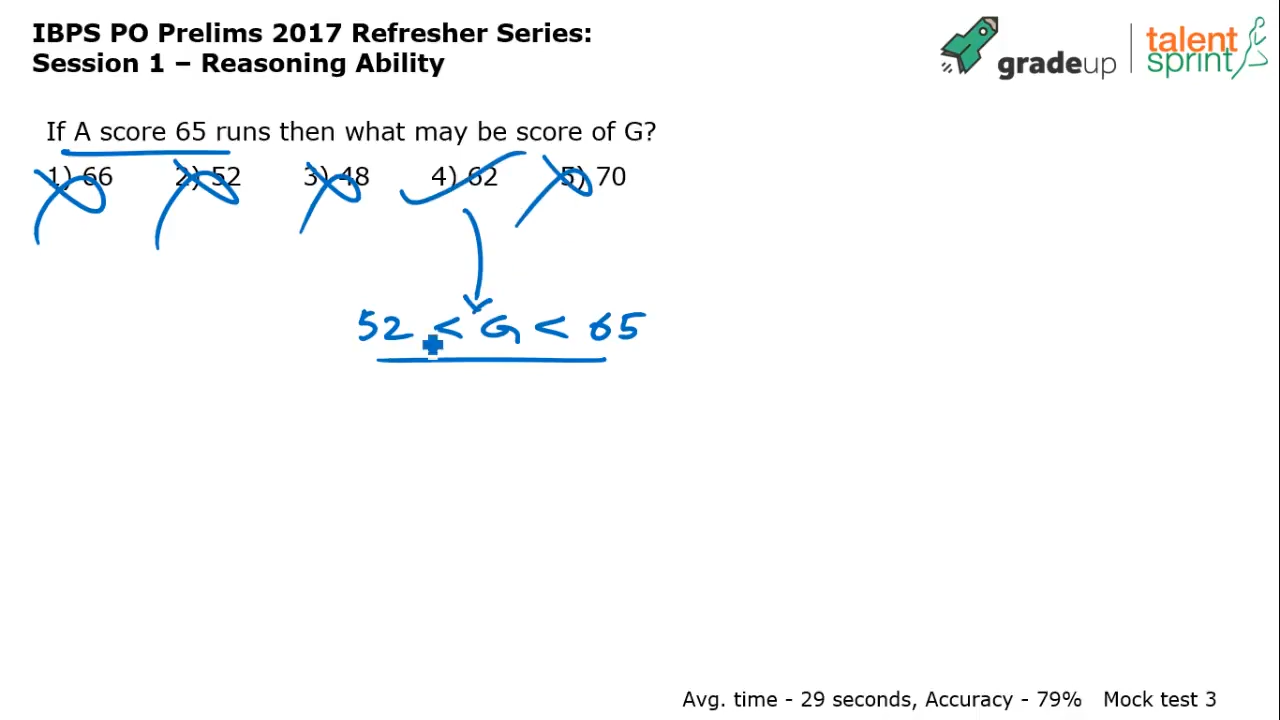 IBPS PO Prelims 2017 Refresher Series:
Session 1 – Reasoning Ability
gradeup
talent
sprint
If A score 65 runs then what may be score of G?
1) 66 2) 52 3) 48 4) 62 5) 70
52 < G < 65
Avg. time - 29 seconds, Accuracy - 79% Mock test 3